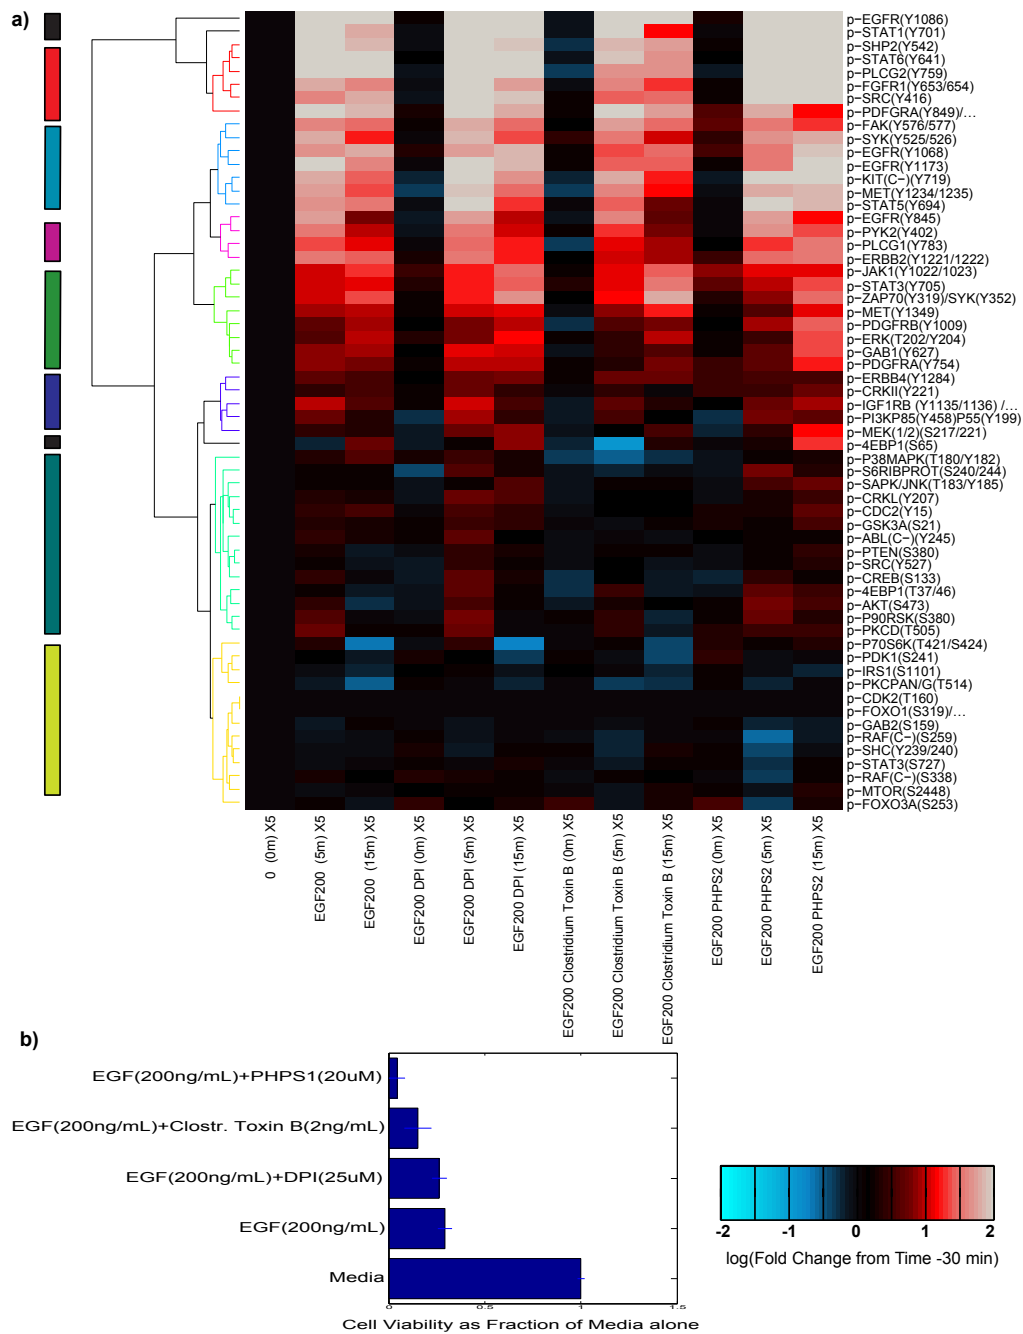 a)
p-EGFR(Y1086)
p-STAT1(Y701)
p-SHP2(Y542)
p-STAT6(Y641)
p-PLCG2(Y759)
p-FGFR1(Y653/654)
p-SRC(Y416)
p-PDFGRA(Y849)/...
p-FAK(Y576/577)
p-SYK(Y525/526)
p-EGFR(Y1068)
p-EGFR(Y1173)
p-KIT(C-)(Y719)
p-MET(Y1234/1235)
p-STAT5(Y694)
p-EGFR(Y845)
p-PYK2(Y402)
p-PLCG1(Y783)
p-ERBB2(Y1221/1222)
p-JAK1(Y1022/1023)
p-STAT3(Y705)
p-ZAP70(Y319)/SYK(Y352)
p-MET(Y1349)
p-PDGFRB(Y1009)
p-ERK(T202/Y204)
p-GAB1(Y627)
p-PDGFRA(Y754)
p-ERBB4(Y1284)
p-CRKII(Y221)
p-IGF1RB (Y1135/1136) /...
p-PI3KP85(Y458)P55(Y199)
p-MEK(1/2)(S217/221)
p-4EBP1(S65)
p-P38MAPK(T180/Y182)
p-S6RIBPROT(S240/244)
p-SAPK/JNK(T183/Y185)
p-CRKL(Y207)
p-CDC2(Y15)
p-GSK3A(S21)
p-ABL(C-)(Y245)
p-PTEN(S380)
p-SRC(Y527)
p-CREB(S133)
p-4EBP1(T37/46)
p-AKT(S473)
p-P90RSK(S380)
p-PKCD(T505)
p-P70S6K(T421/S424)
p-PDK1(S241)
p-IRS1(S1101)
p-PKCPAN/G(T514)
p-CDK2(T160)
p-FOXO1(S319)/...
p-GAB2(S159)
p-RAF(C-)(S259)
p-SHC(Y239/240)
p-STAT3(S727)
p-RAF(C-)(S338)
p-MTOR(S2448)
p-FOXO3A(S253)
0 (0m) X5
EGF200 (5m) X5
EGF200 (15m) X5
EGF200 DPI (0m) X5
EGF200 DPI (5m) X5
EGF200 DPI (15m) X5
EGF200 Clostridium Toxin B (0m) X5
EGF200 Clostridium Toxin B (5m) X5
EGF200 Clostridium Toxin B (15m) X5
EGF200 PHPS2 (0m) X5
EGF200 PHPS2 (5m) X5
EGF200 PHPS2 (15m) X5
b)
EGF(200ng/mL)+PHPS1(20uM)
EGF(200ng/mL)+Clostr. Toxin B(2ng/mL)
EGF(200ng/mL)+DPI(25uM)
EGF(200ng/mL)
Media
0 0.5 1 1.5
Cell Viability as Fraction of Media alone
-2 -1 0 1 2
log(Fold Change from Time -30 min)